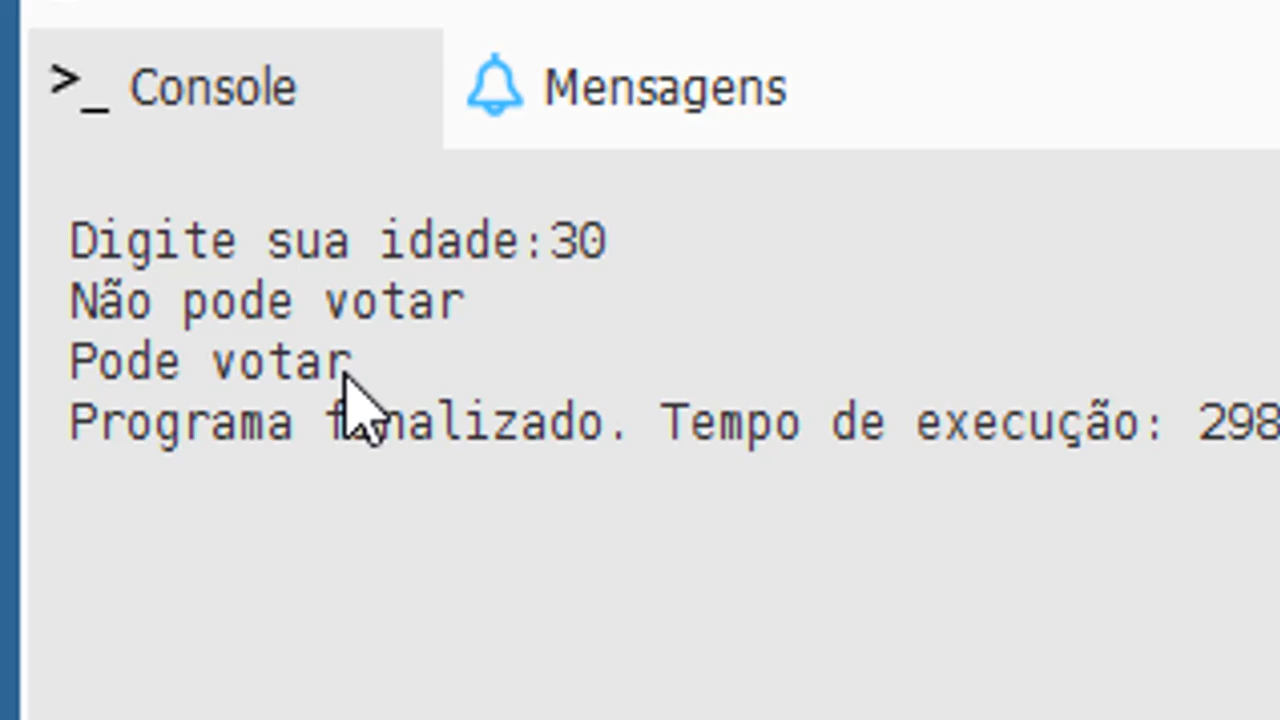 >_ Console
Mensagens
Digite sua idade:30
Não pode votar
Pode votar
Programa finalizado. Tempo de execução: 298